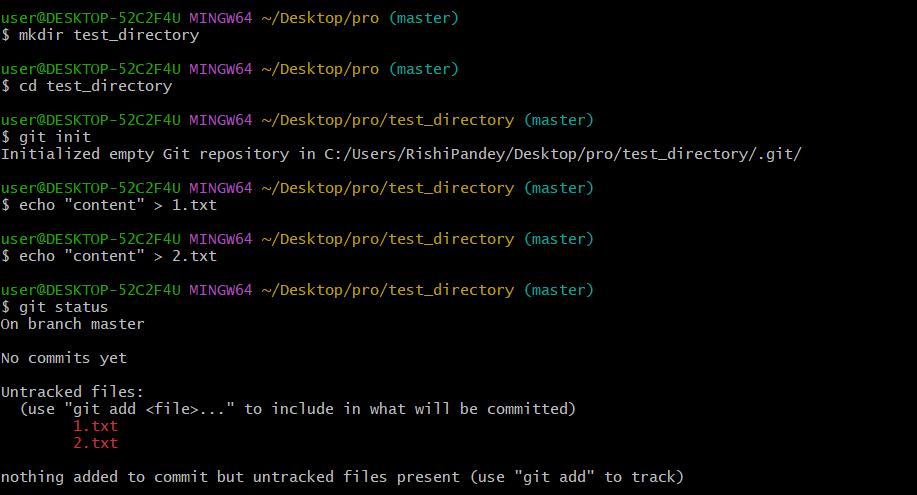 user@DESKTOP-52C2F4U MINGW64 ~/Desktop/pro (master)
$ mkdir test_directory
user@DESKTOP-52C2F4U MINGW64 ~/Desktop/pro (master)
$ cd test_directory
user@DESKTOP-52C2F4U MINGW64 ~/Desktop/pro/test_directory (master)
$ git init
Initialized empty Git repository in C:/Users/RishiPandey/Desktop/pro/test_directory/.git/
user@DESKTOP-52C2F4U MINGW64 ~/Desktop/pro/test_directory (master)
$ echo "content" > 1.txt
user@DESKTOP-52C2F4U MINGW64 ~/Desktop/pro/test_directory (master)
$ echo "content" > 2.txt
user@DESKTOP-52C2F4U MINGW64 ~/Desktop/pro/test_directory (master)
$ git status
On branch master
No commits yet
Untracked files:
(use "git add <file>..." to include in what will be committed)
1.txt
2.txt
nothing added to commit but untracked files present (use "git add" to track)